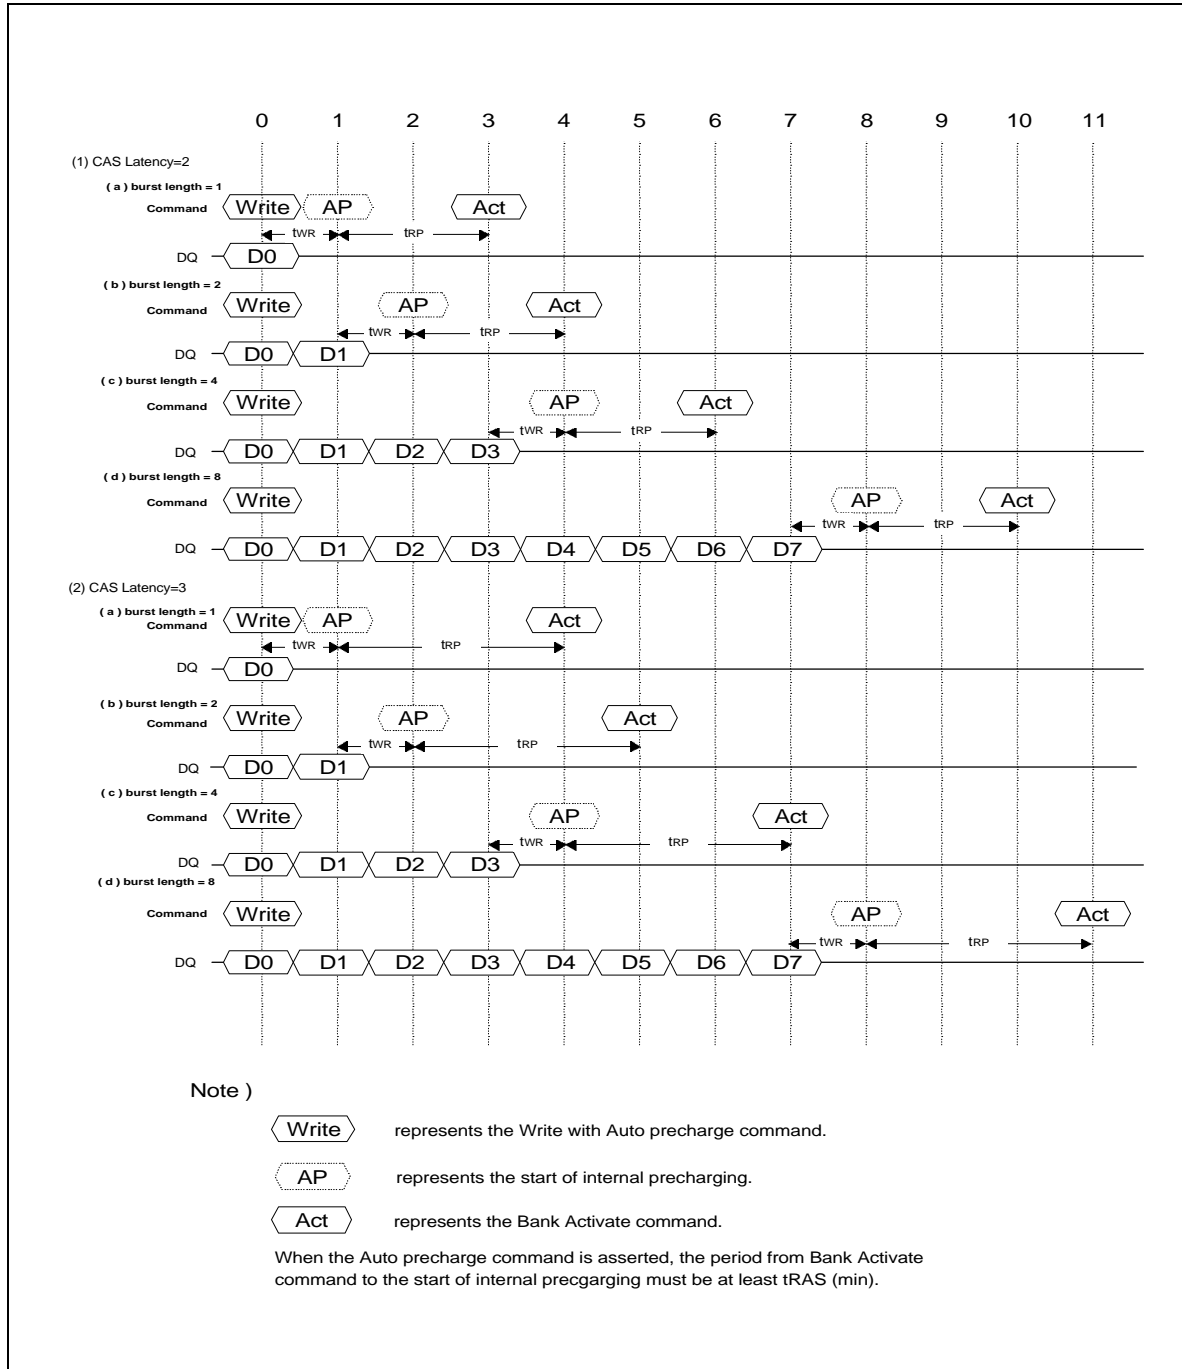 0 1 2 3 4 5 6 7 8 9 10 11
(1) CAS Latency=2
( a ) burst length = 1
Command Write AP Act
tWR tRP
DQ D0
( b ) burst length = 2
Command Write AP Act
tWR tRP
DQ D0 D1
( c ) burst length = 4
Command Write AP Act
tWR tRP
DQ D0 D1 D2 D3
( d ) burst length = 8
Command Write AP Act
tWR tRP
DQ D0 D1 D2 D3 D4 D5 D6 D7
(2) CAS Latency=3
( a ) burst length = 1
Command Write AP Act
tWR tRP
DQ D0
( b ) burst length = 2
Command Write AP Act
tWR tRP
DQ D0 D1
( c ) burst length = 4
Command Write AP Act
tWR tRP
DQ D0 D1 D2 D3
( d ) burst length = 8
Command Write AP Act
tWR tRP
DQ D0 D1 D2 D3 D4 D5 D6 D7
Note )
Write represents the Write with Auto precharge command.
AP represents the start of internal precharging.
Act represents the Bank Activate command.
When the Auto precharge command is asserted, the period from Bank Activate
command to the start of internal precgarging must be at least tRAS (min).